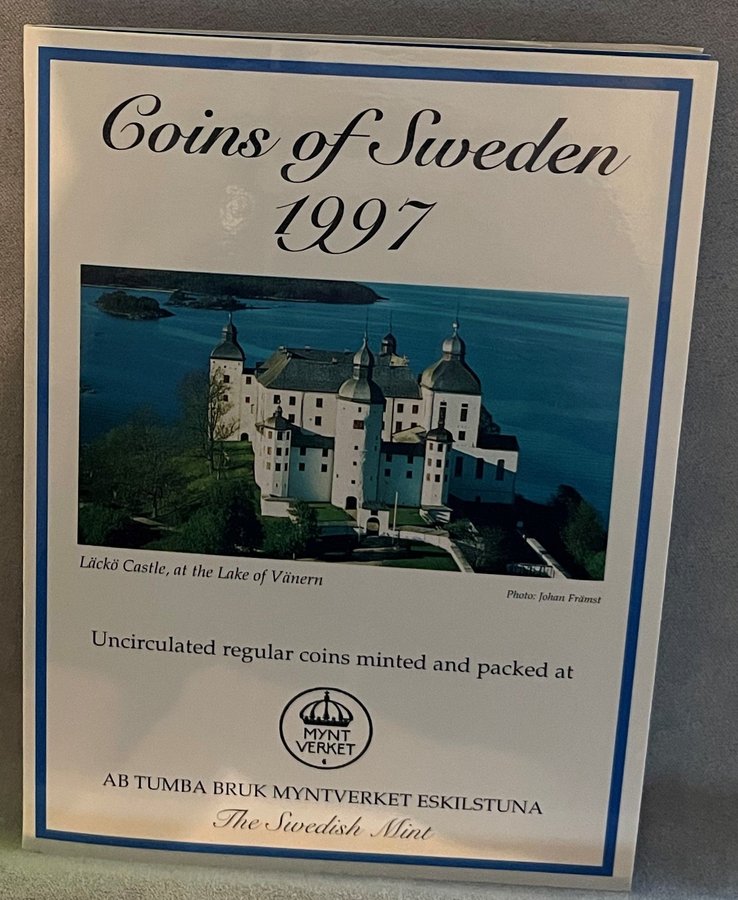 Coins of Sweden
1997
Läckö Castle, at the Lake of Vänern
Photo: Johan Främst
Uncirculated regular coins minted and packed at
MYNT
VERKET
AB TUMBA BRUK MYNTVERKET ESKILSTUNA
The Swedish Mint